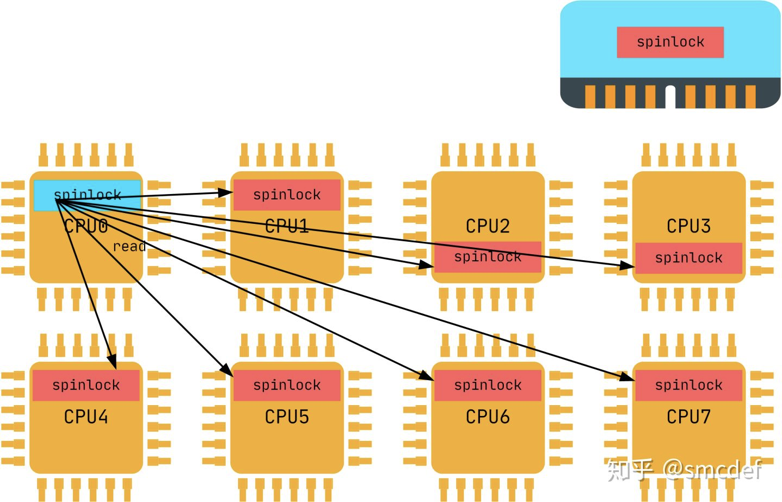 spinlock
spinlock
CPU0
read
spinlock
CPU1
CPU2
spinlock
CPU3
spinlock
spinlock
CPU4
spinlock
CPU5
spinlock
CPU6
spinlock
CPU7
知乎 @smcdef